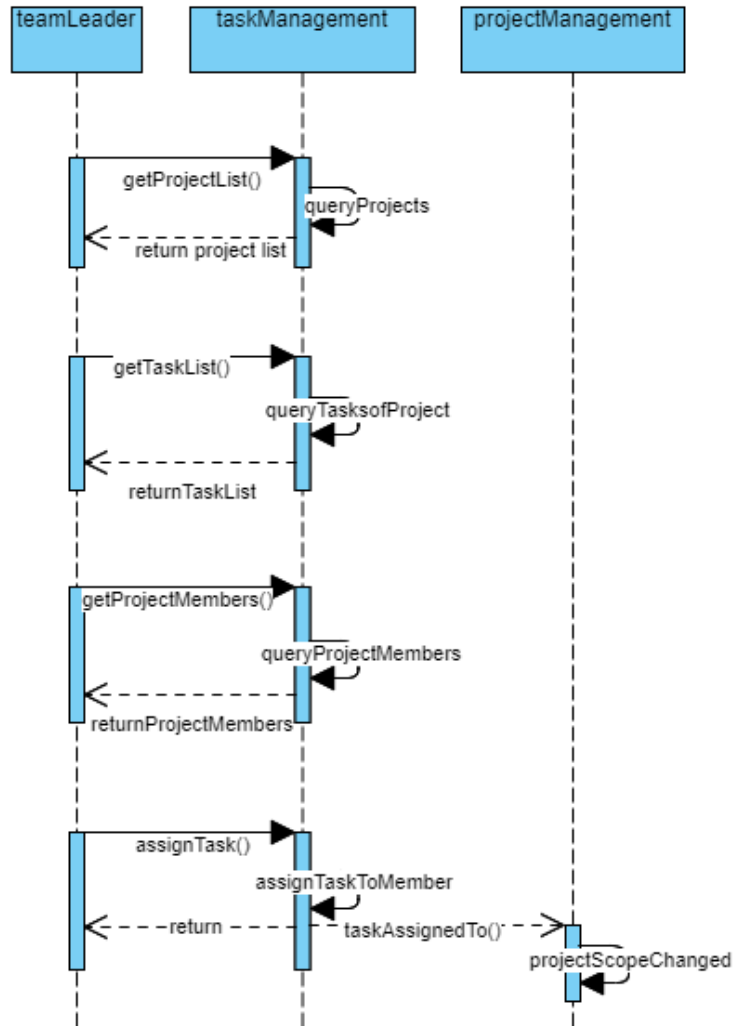 teamLeader
taskManagement
projectManagement
getProjectList()
queryProjects
return project list
getTaskList()
queryTasksofProject
returnTaskList
getProjectMembers()
queryProjectMembers
returnProjectMembers
assignTask()
assignTaskToMember
return
taskAssignedTo()
projectScopeChanged